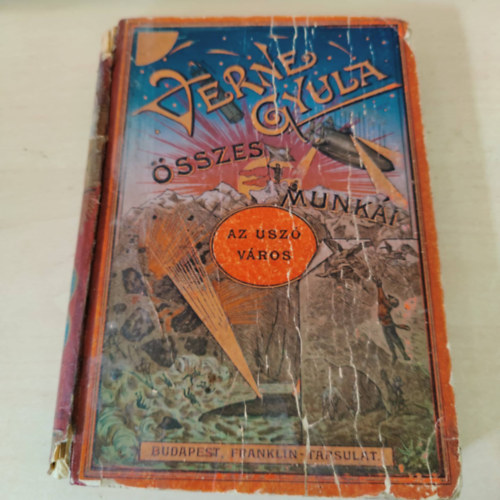 VERNE
GYULA
ÖSSZES
MUNKÁI
AZ USZÓ
VÁROS
BUDAPEST, FRANKLIN-TÁRSULAT.